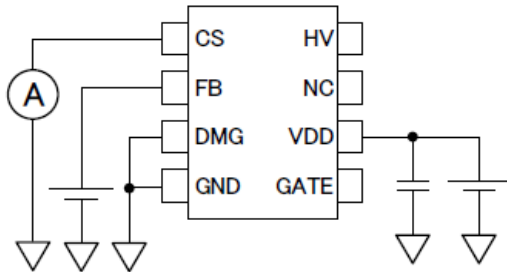 CS HV
A
FB NC
DMG VDD
GND GATE